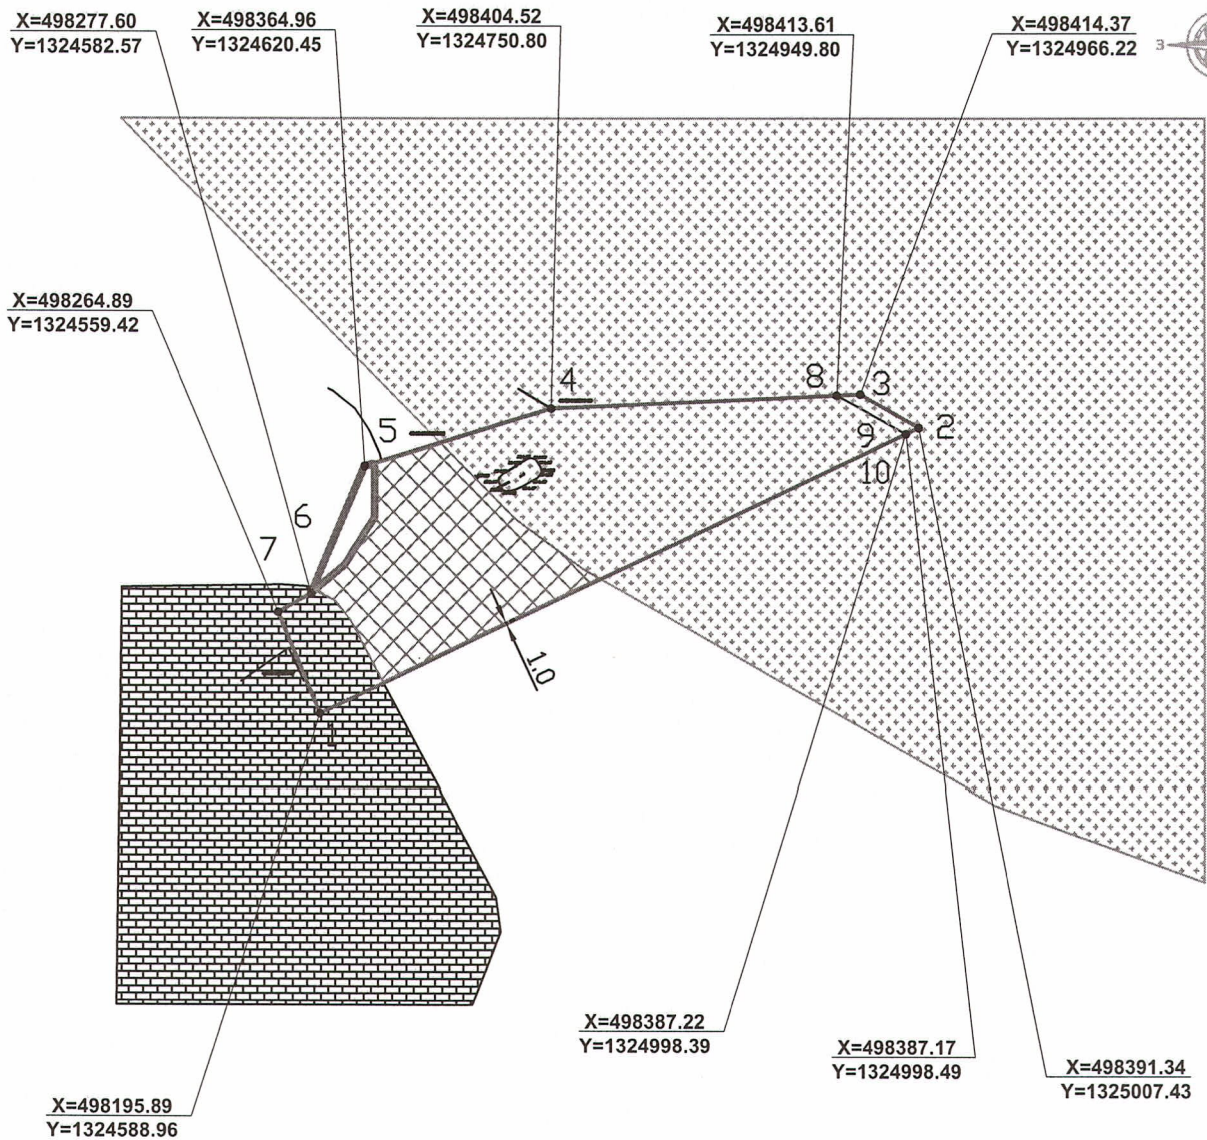 X=498277.60
Y=1324582.57
X=498364.96
Y=1324620.45
X=498404.52
Y=1324750.80
X=498413.61
Y=1324949.80
X=498414.37
Y=1324966.22
З
X=498264.89
Y=1324559.42
4
8
3
5
9
2
10
6
7
1.0
1
X=498387.22
Y=1324998.39
X=498387.17
Y=1324998.49
X=498391.34
Y=1325007.43
X=498195.89
Y=1324588.96